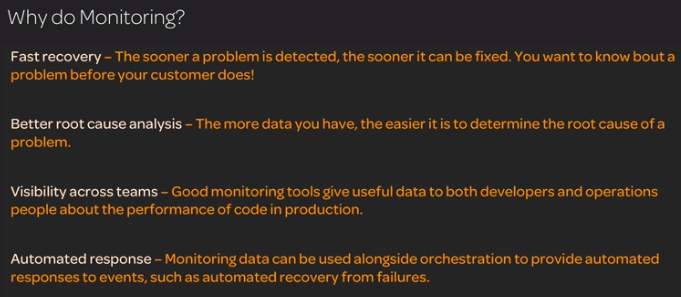 Why do Monitoring?
Fast recovery – The sooner a problem is detected, the sooner it can be fixed. You want to know bout a
problem before your customer does!
Better root cause analysis – The more data you have, the easier it is to determine the root cause of a
problem.
Visibility across teams – Good monitoring tools give useful data to both developers and operations
people about the performance of code in production.
Automated response – Monitoring data can be used alongside orchestration to provide automated
responses to events, such as automated recovery from failures.